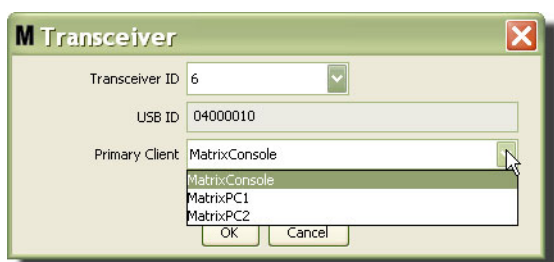 M Transceiver
Transceiver ID 6
USB ID 04000010
Primary Client MatrixConsole
MatrixConsole
MatrixPC1
MatrixPC2
OK Cancel